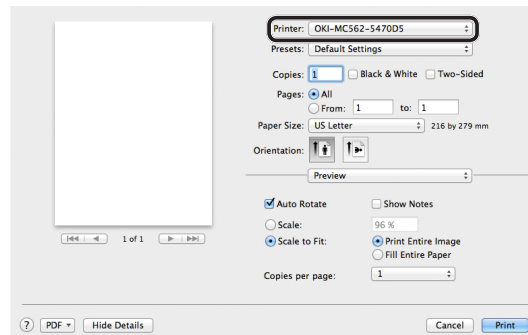 Printer: OKI-MC562-5470D5
Presets: Default Settings
Copies: 1 Black & White Two-Sided
Pages: All
From: 1 to: 1
Paper Size: US Letter 216 by 279 mm
Orientation:
Preview
Auto Rotate Show Notes
Scale: 96 %
Scale to Fit: Print Entire Image
Fill Entire Paper
Copies per page: 1
1 of 1
? PDF Hide Details Cancel Print